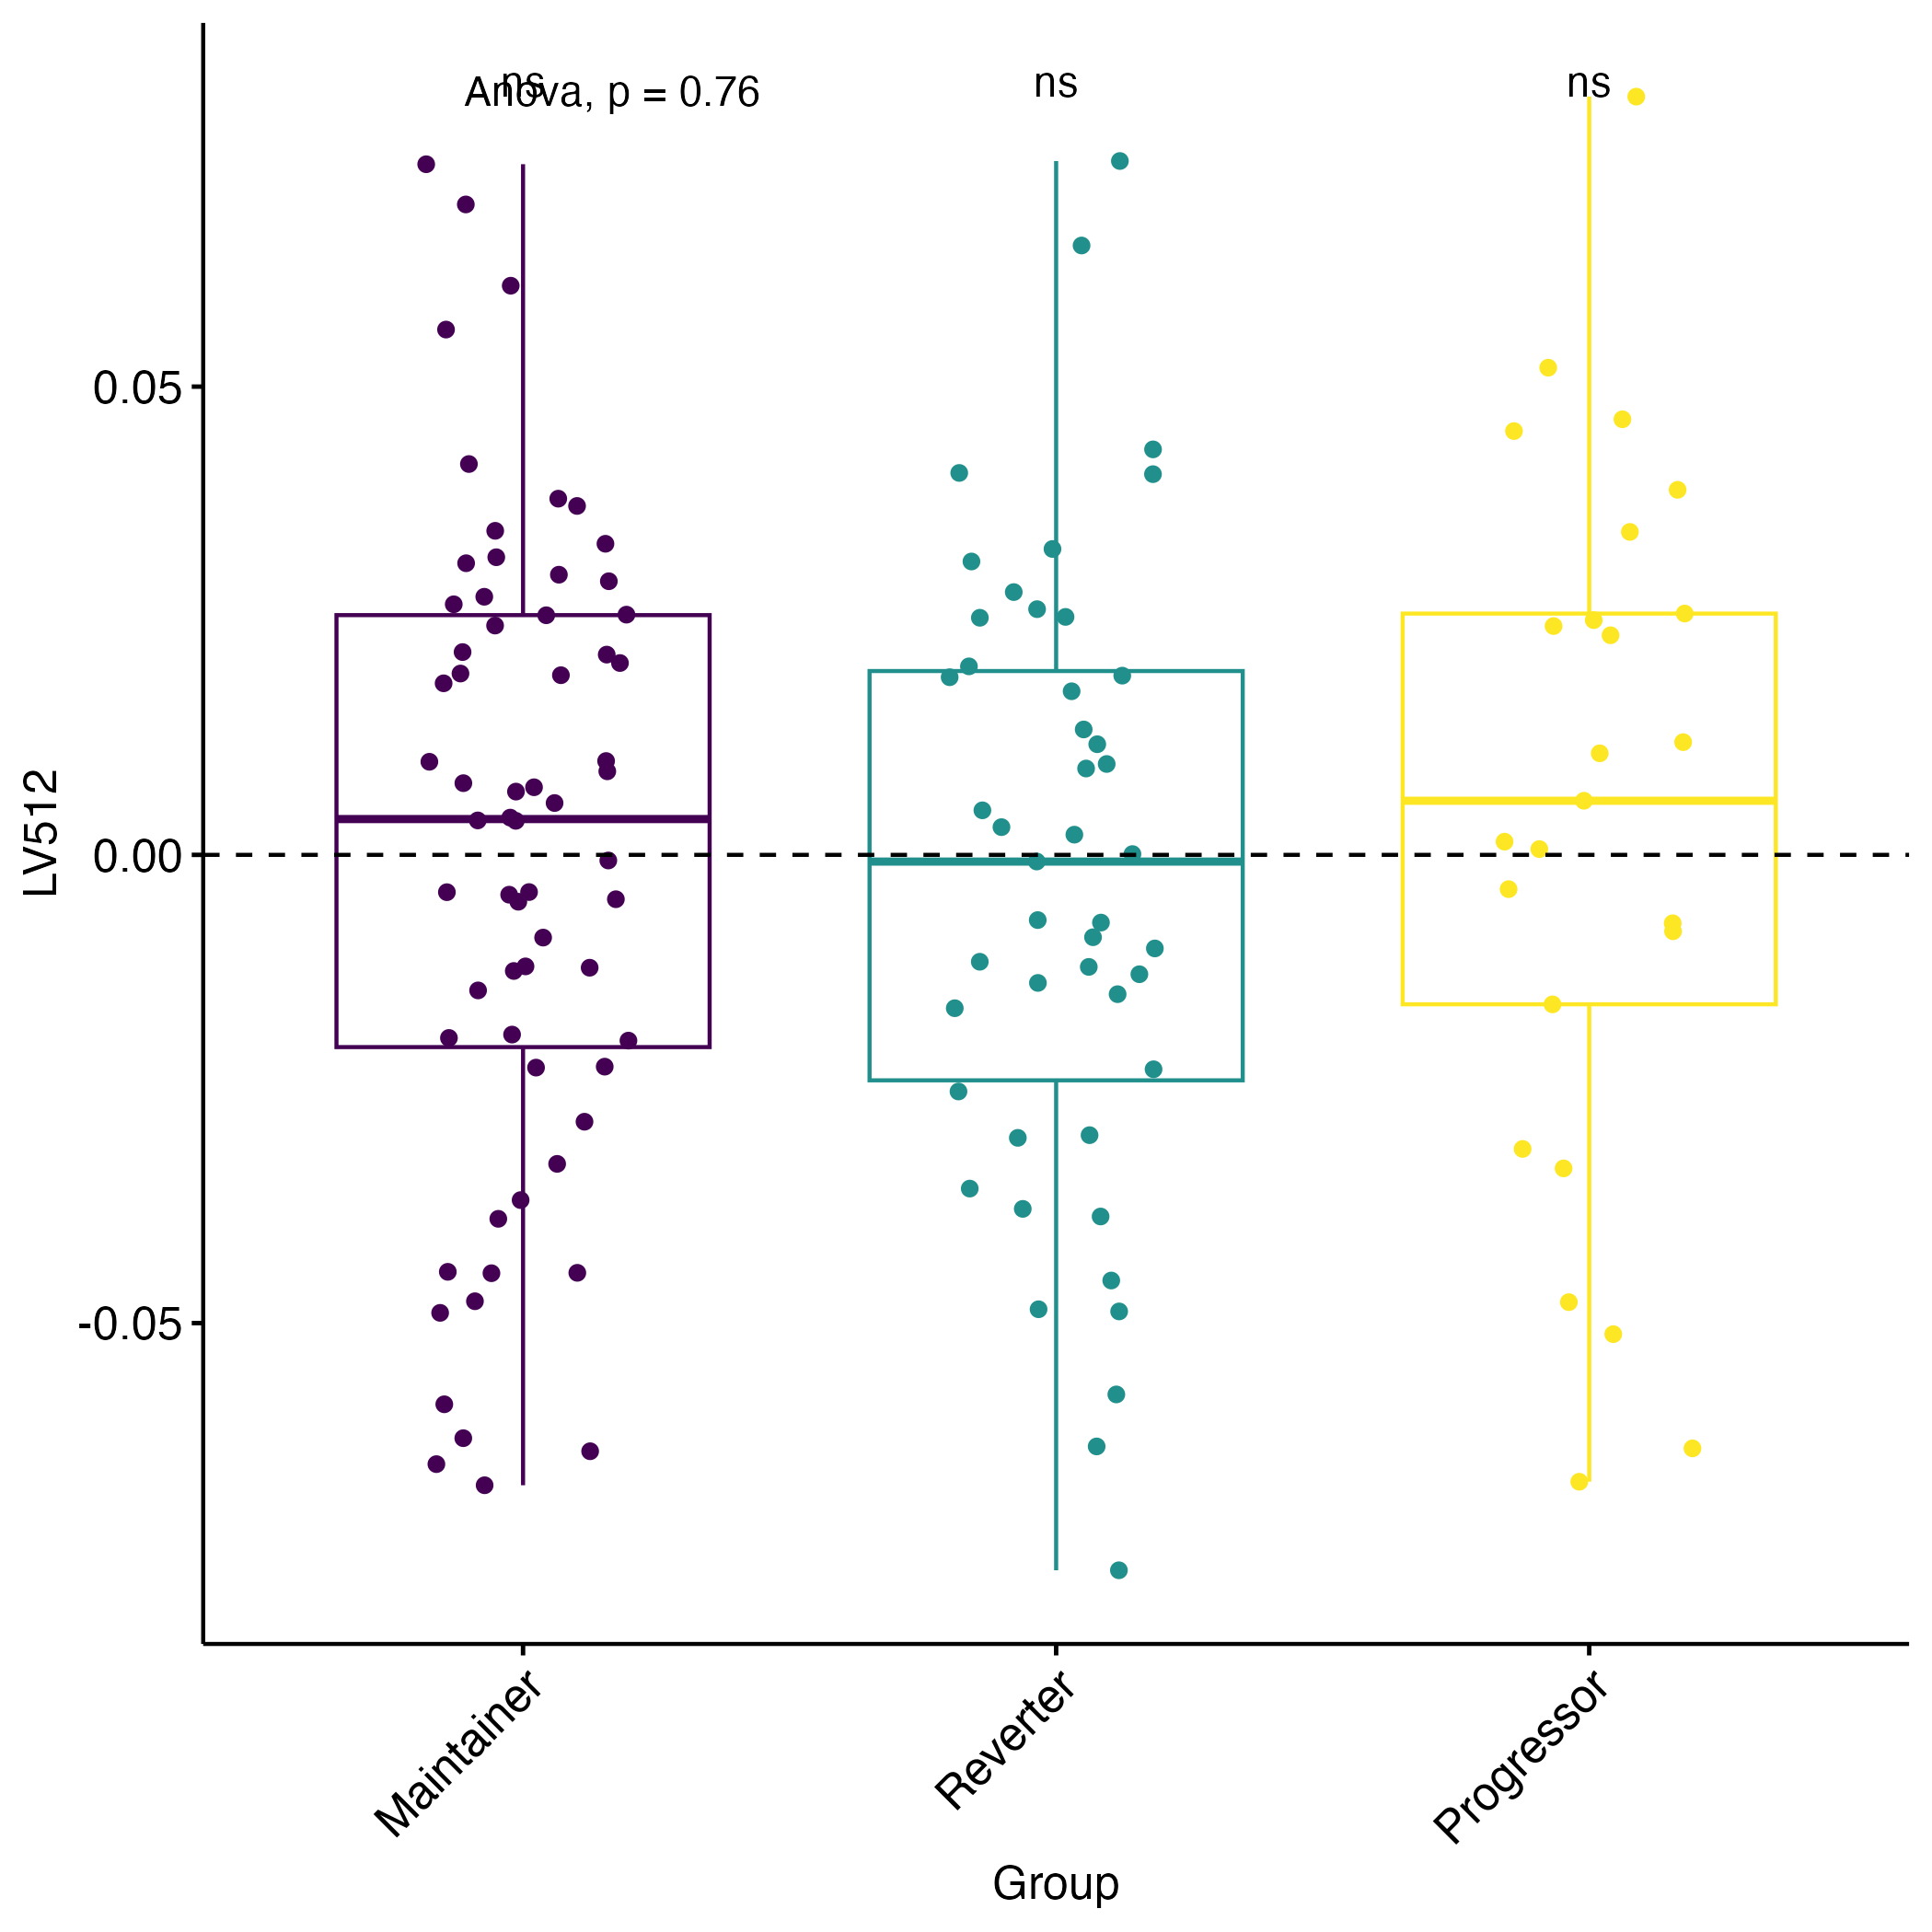 ns
ns
ns
Anova, p = 0.76
0.05
0.00
-0.05
LV512
Maintainer
Reverter
Progressor
Group